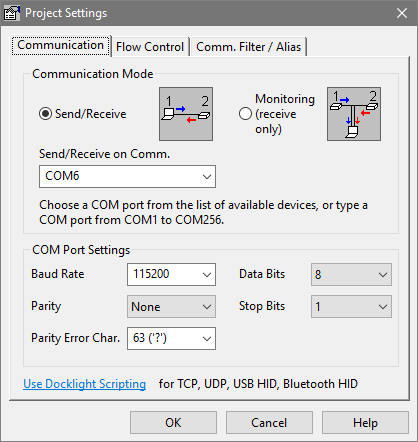 Project Settings
Communication
Flow Control
Comm. Filter / Alias
Communication Mode
Send/Receive
1 2
Monitoring
(receive
only)
1 2
Send/Receive on Comm.
COM6
Choose a COM port from the list of available devices, or type a
COM port from COM1 to COM256.
COM Port Settings
Baud Rate
115200
Data Bits
8
Parity
None
Stop Bits
1
Parity Error Char.
63 ('?')
Use Docklight Scripting for TCP, UDP, USB HID, Bluetooth HID
OK
Cancel
Help